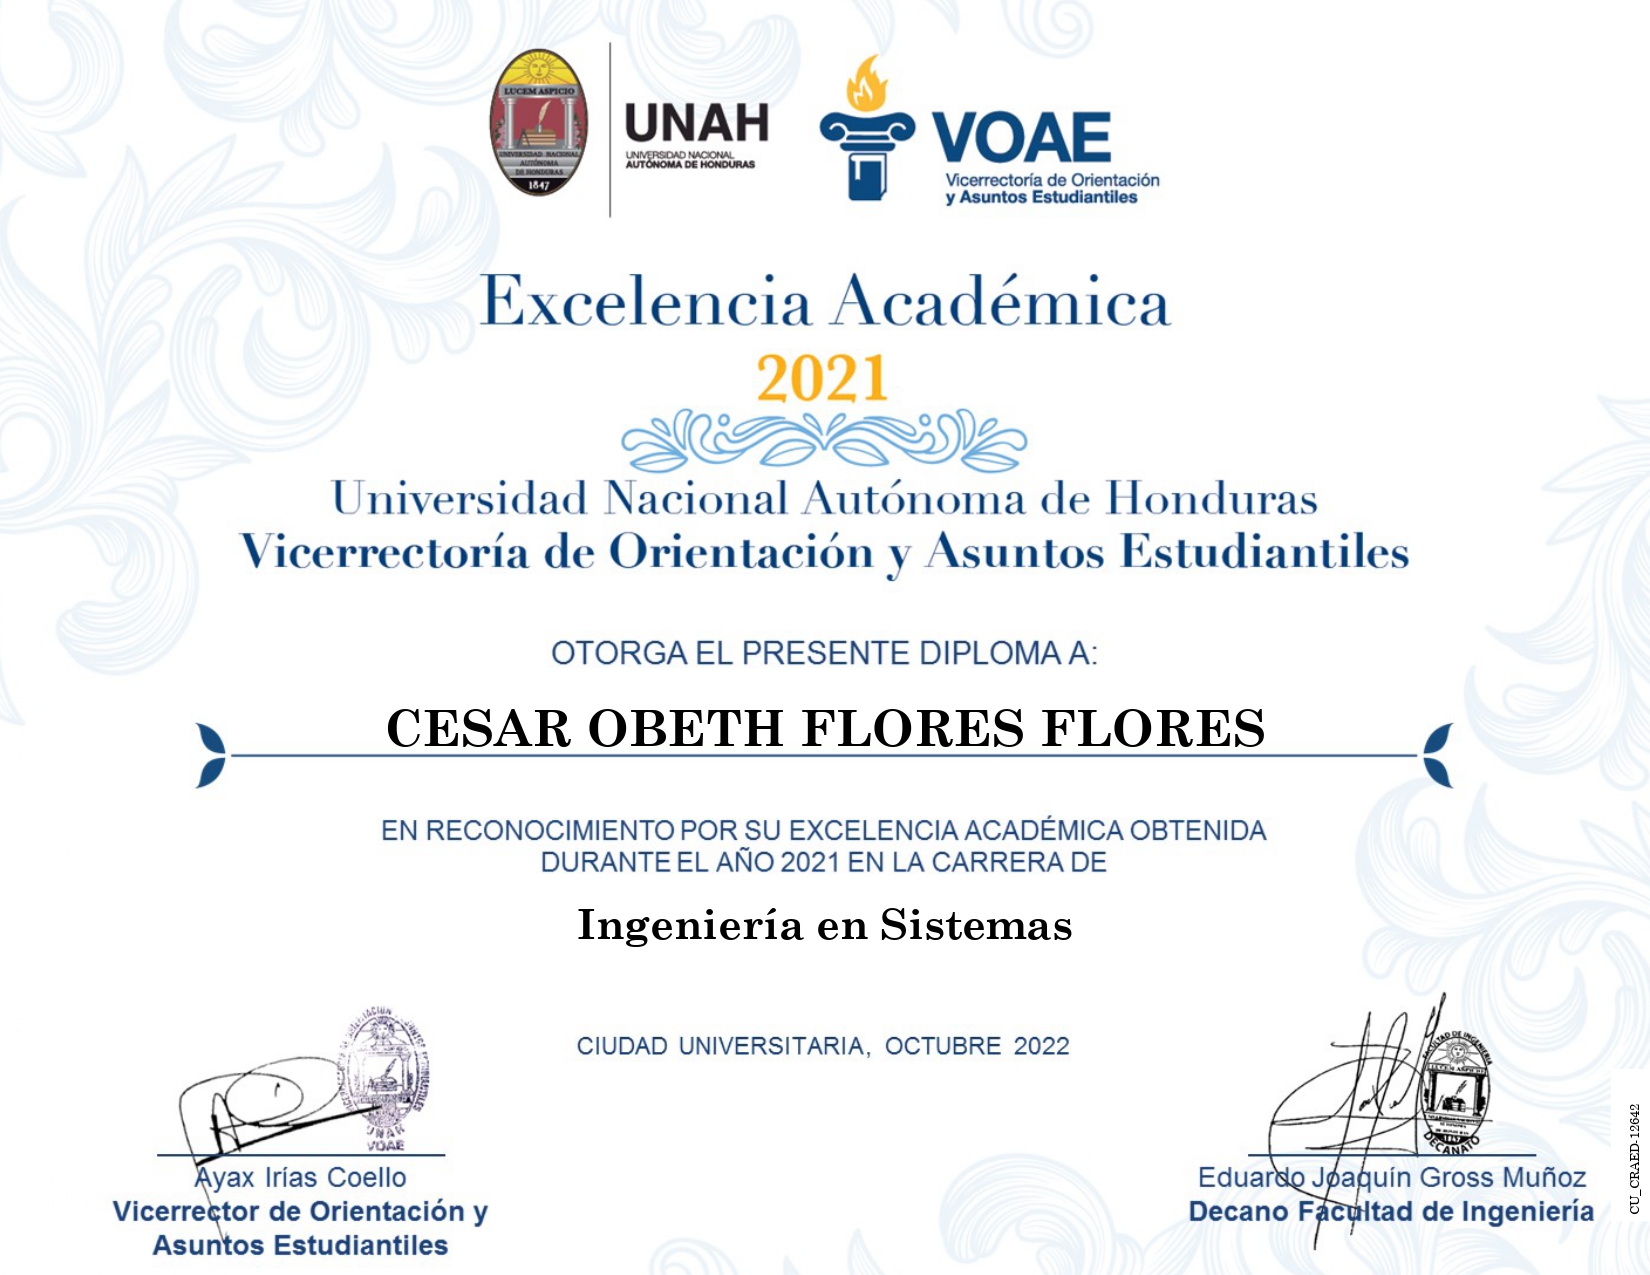 LUCEM ASPICIO
UNIVERSIDAD NACIONAL
AUTÓNOMA
DE HONDURAS
1847
UNAH
UNIVERSIDAD NACIONAL
AUTÓNOMA DE HONDURAS
VOAE
Vicerrectoría de Orientación
y Asuntos Estudiantiles
Excelencia Académica
2021
Universidad Nacional Autónoma de Honduras
Vicerrectoría de Orientación y Asuntos Estudiantiles
OTORGA EL PRESENTE DIPLOMA A:
CESAR OBETH FLORES FLORES
EN RECONOCIMIENTO POR SU EXCELENCIA ACADÉMICA OBTENIDA
DURANTE EL AÑO 2021 EN LA CARRERA DE
Ingeniería en Sistemas
CIUDAD UNIVERSITARIA, OCTUBRE 2022
UNAH
VOAE
Ayax Irías Coello
Vicerrector de Orientación y
Asuntos Estudiantiles
FACULTAD DE INGENIERIA
LUCEM ASPICIO
DECANATO
Eduardo Joaquín Gross Muñoz
Decano Facultad de Ingeniería
CU_CRAED-12642